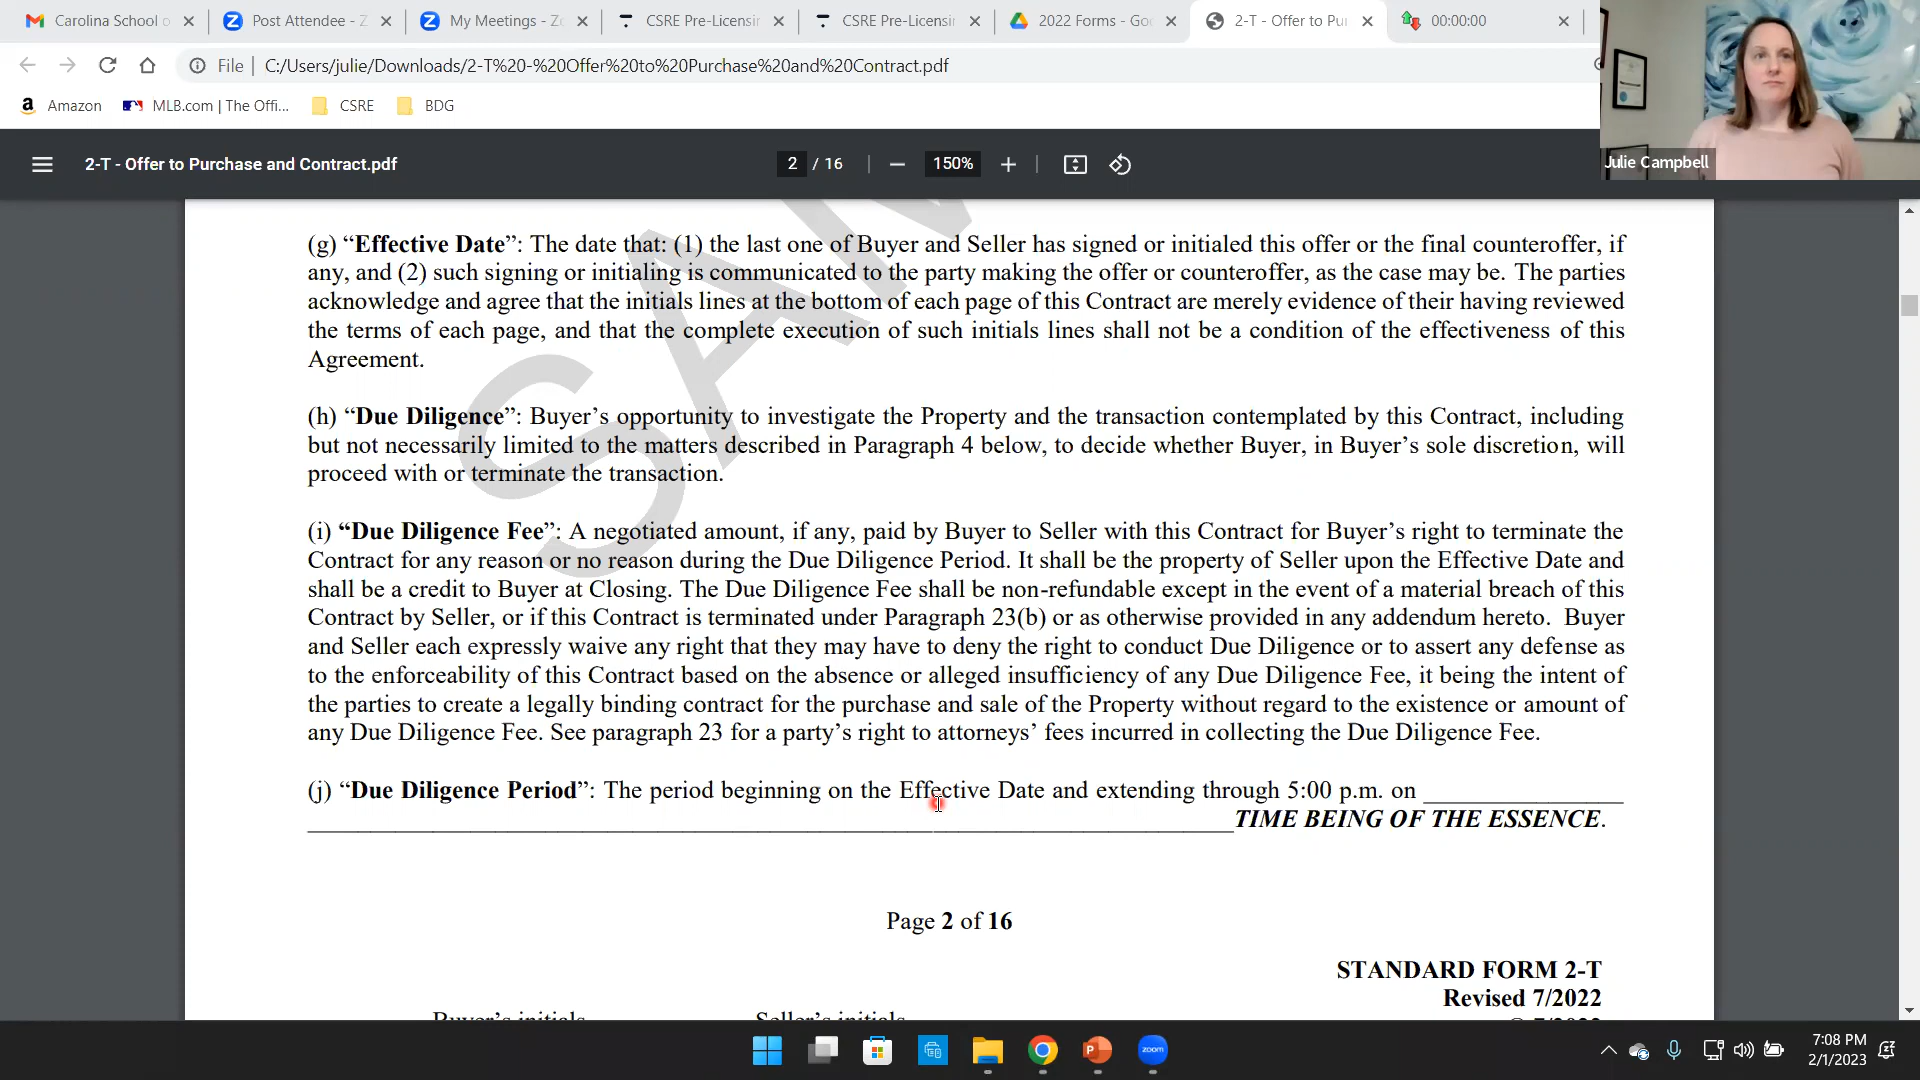 Carolina School o
Post Attendee - Z
My Meetings - Zo
CSRE Pre-Licensin
CSRE Pre-Licensin
2022 Forms - Goo
2-T - Offer to Pur
00:00:00
File | C:/Users/julie/Downloads/2-T%20-%20Offer%20to%20Purchase%20and%20Contract.pdf
Amazon
MLB.com | The Offi...
CSRE
BDG
Julie Campbell
2-T - Offer to Purchase and Contract.pdf
2 / 16
150%
SAM
(g) “Effective Date”: The date that: (1) the last one of Buyer and Seller has signed or initialed this offer or the final counteroffer, if
any, and (2) such signing or initialing is communicated to the party making the offer or counteroffer, as the case may be. The parties
acknowledge and agree that the initials lines at the bottom of each page of this Contract are merely evidence of their having reviewed
the terms of each page, and that the complete execution of such initials lines shall not be a condition of the effectiveness of this
Agreement.
(h) “Due Diligence”: Buyer’s opportunity to investigate the Property and the transaction contemplated by this Contract, including
but not necessarily limited to the matters described in Paragraph 4 below, to decide whether Buyer, in Buyer’s sole discretion, will
proceed with or terminate the transaction.
(i) “Due Diligence Fee”: A negotiated amount, if any, paid by Buyer to Seller with this Contract for Buyer’s right to terminate the
Contract for any reason or no reason during the Due Diligence Period. It shall be the property of Seller upon the Effective Date and
shall be a credit to Buyer at Closing. The Due Diligence Fee shall be non-refundable except in the event of a material breach of this
Contract by Seller, or if this Contract is terminated under Paragraph 23(b) or as otherwise provided in any addendum hereto. Buyer
and Seller each expressly waive any right that they may have to deny the right to conduct Due Diligence or to assert any defense as
to the enforceability of this Contract based on the absence or alleged insufficiency of any Due Diligence Fee, it being the intent of
the parties to create a legally binding contract for the purchase and sale of the Property without regard to the existence or amount of
any Due Diligence Fee. See paragraph 23 for a party’s right to attorneys’ fees incurred in collecting the Due Diligence Fee.
(j) “Due Diligence Period”: The period beginning on the Effective Date and extending through 5:00 p.m. on ________________
TIME BEING OF THE ESSENCE.
Page 2 of 16
STANDARD FORM 2-T
Revised 7/2022
© 7/2022
Buyer’s initials
Seller’s initials
zoom
7:08 PM
2/1/2023